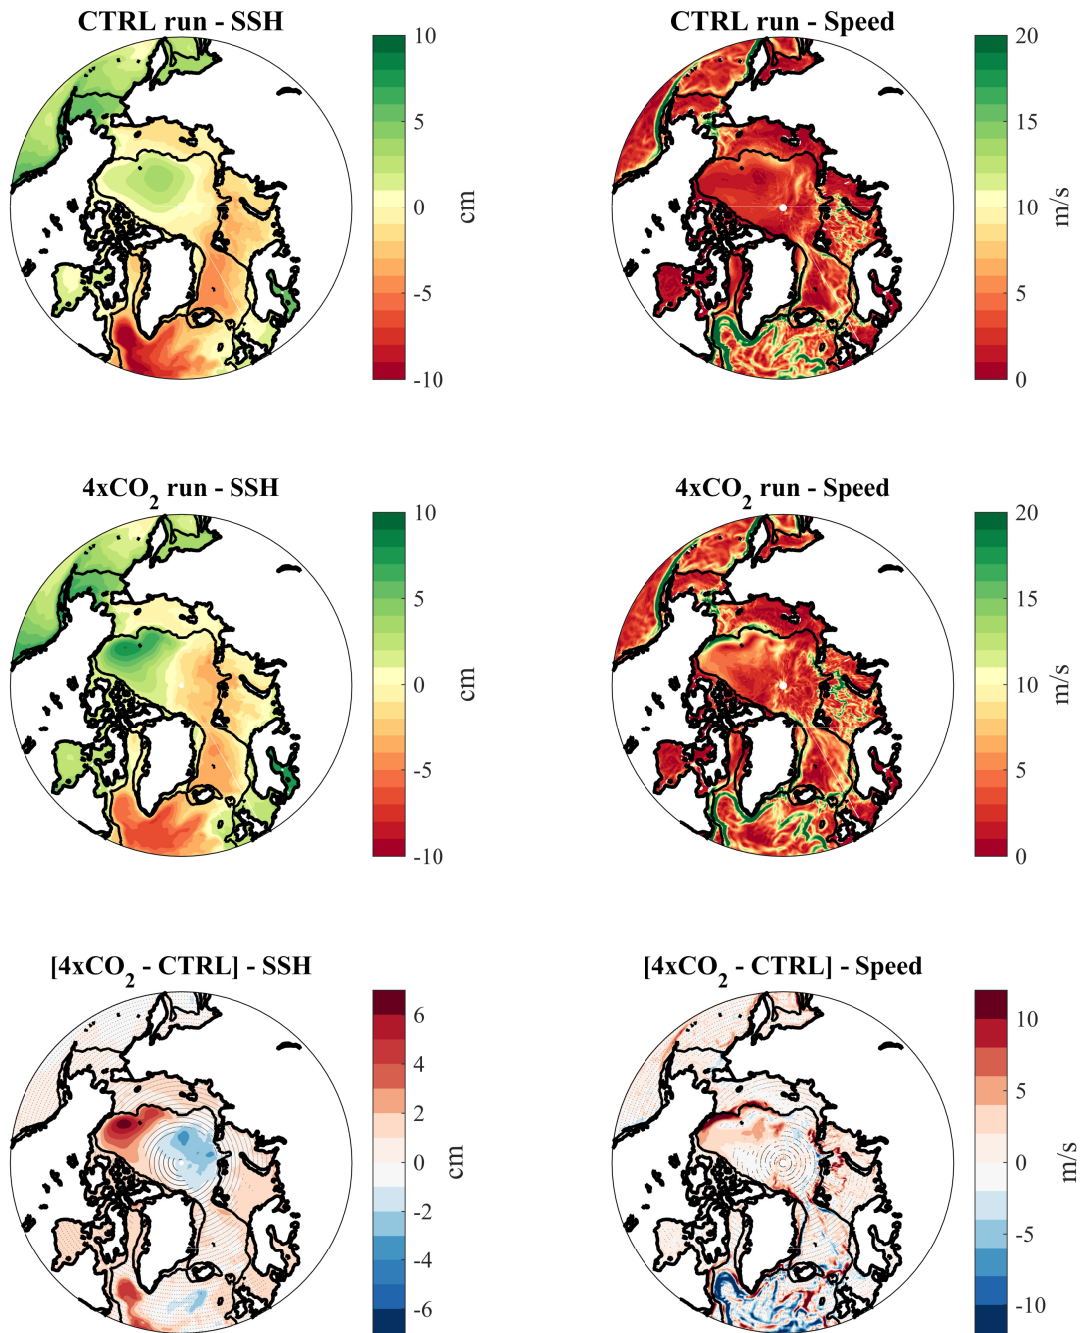 CTRL run - SSH
10
5
0
-5
-10
cm
CTRL run - Speed
20
15
10
5
0
m/s
4xCO₂ run - SSH
10
5
0
-5
-10
cm
4xCO₂ run - Speed
20
15
10
5
0
m/s
[4xCO₂ - CTRL] - SSH
6
4
2
0
-2
-4
-6
cm
[4xCO₂ - CTRL] - Speed
10
5
0
-5
-10
m/s